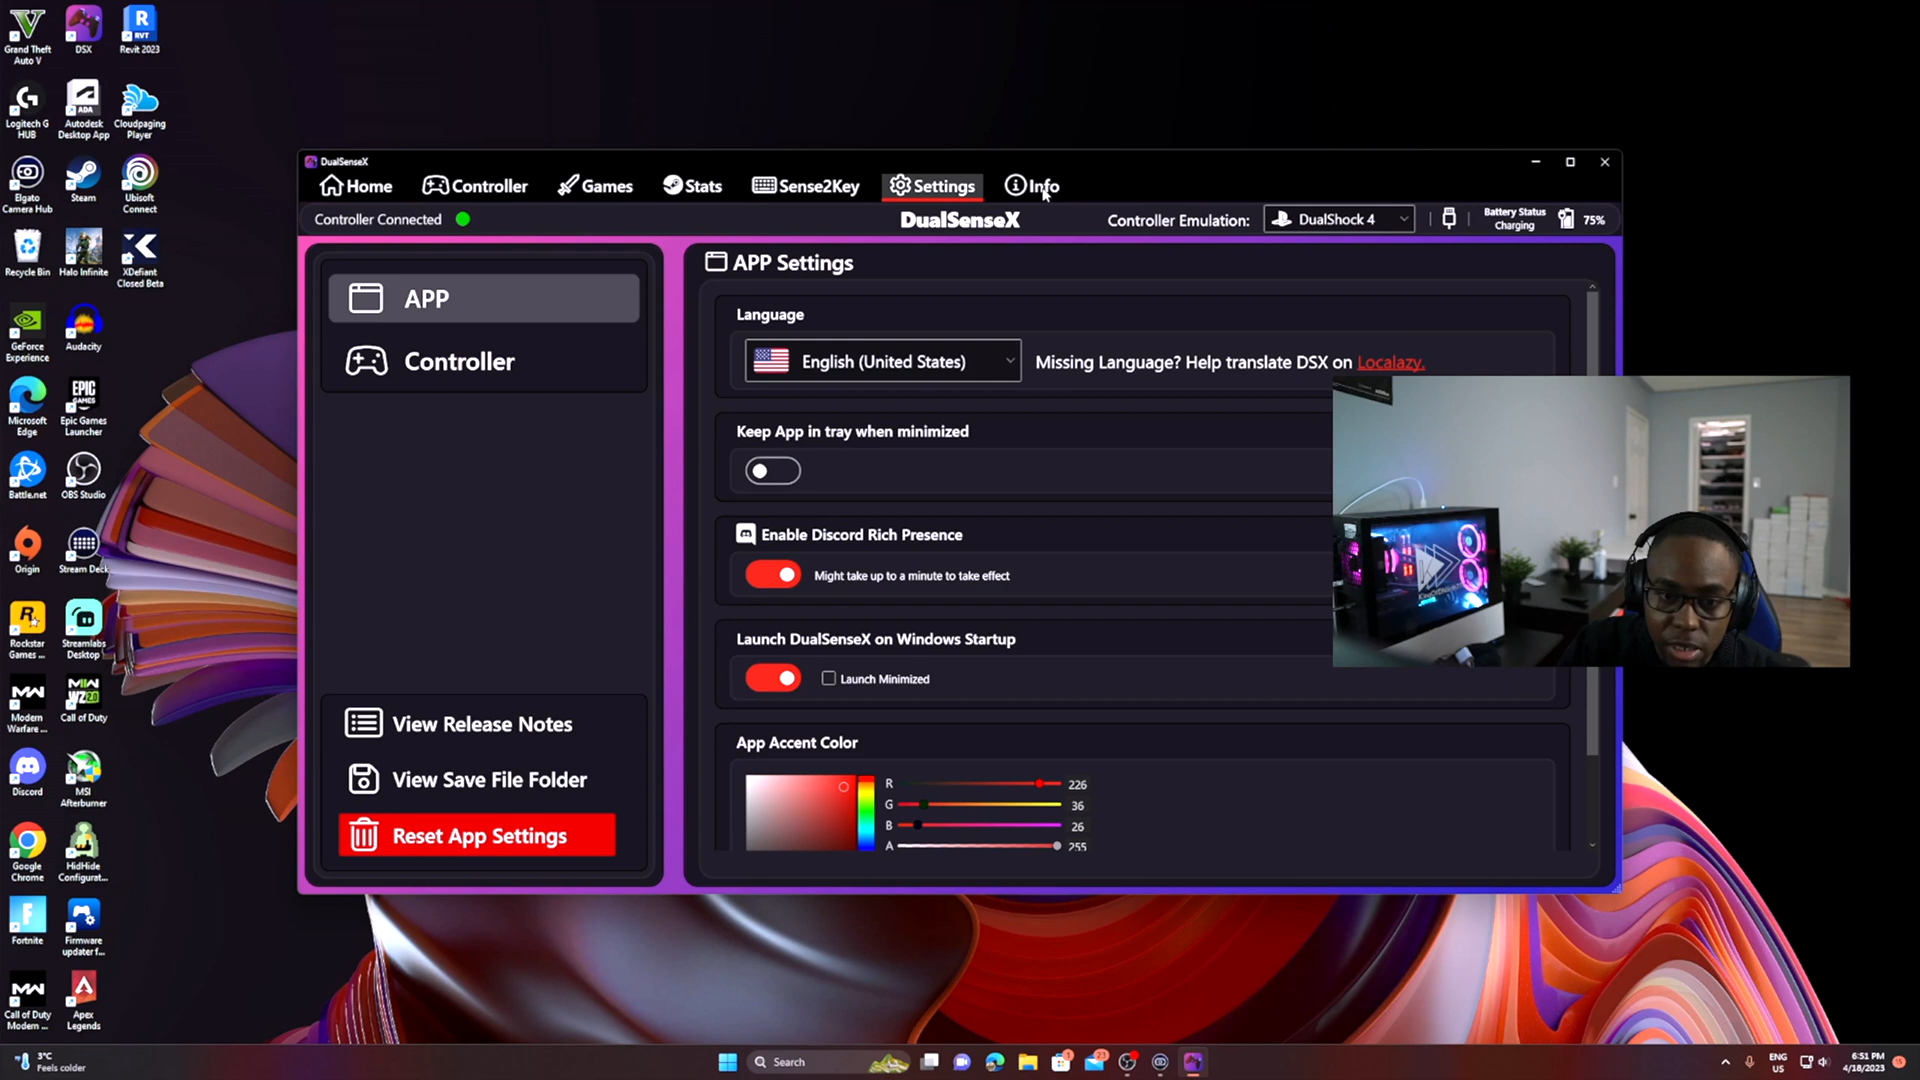 Grand Theft
Auto V
DSX
Revit 2023
Logitech G
HUB
Autodesk
Desktop App
Cloudpaging
Player
Elgato
Camera Hub
Steam
Ubisoft
Connect
Recycle Bin
Halo Infinite
XDefiant
Closed Beta
GeForce
Experience
Audacity
Microsoft
Edge
Epic Games
Launcher
Battle.net
OBS Studio
Origin
Stream Deck
Rockstar
Games ...
Streamlabs
Desktop
Modern
Warfare ...
Call of Duty
Discord
MSI
Afterburner
Google
Chrome
HidHide
Configurat...
Fortnite
Firmware
updater f...
Call of Duty
Modern ...
Apex
Legends
DualSenseX
Home
Controller
Games
Stats
Sense2Key
Settings
Info
Controller Connected
DualSenseX
Controller Emulation:
DualShock 4
Battery Status
Charging
75%
APP
Controller
View Release Notes
View Save File Folder
Reset App Settings
APP Settings
Language
English (United States)
Missing Language? Help translate DSX on Localazy.
Keep App in tray when minimized
Enable Discord Rich Presence
Might take up to a minute to take effect
Launch DualSenseX on Windows Startup
Launch Minimized
App Accent Color
R 226
G 36
B 26
A 255
3°C
Feels colder
Search
ENG
US
6:51 PM
4/18/2023